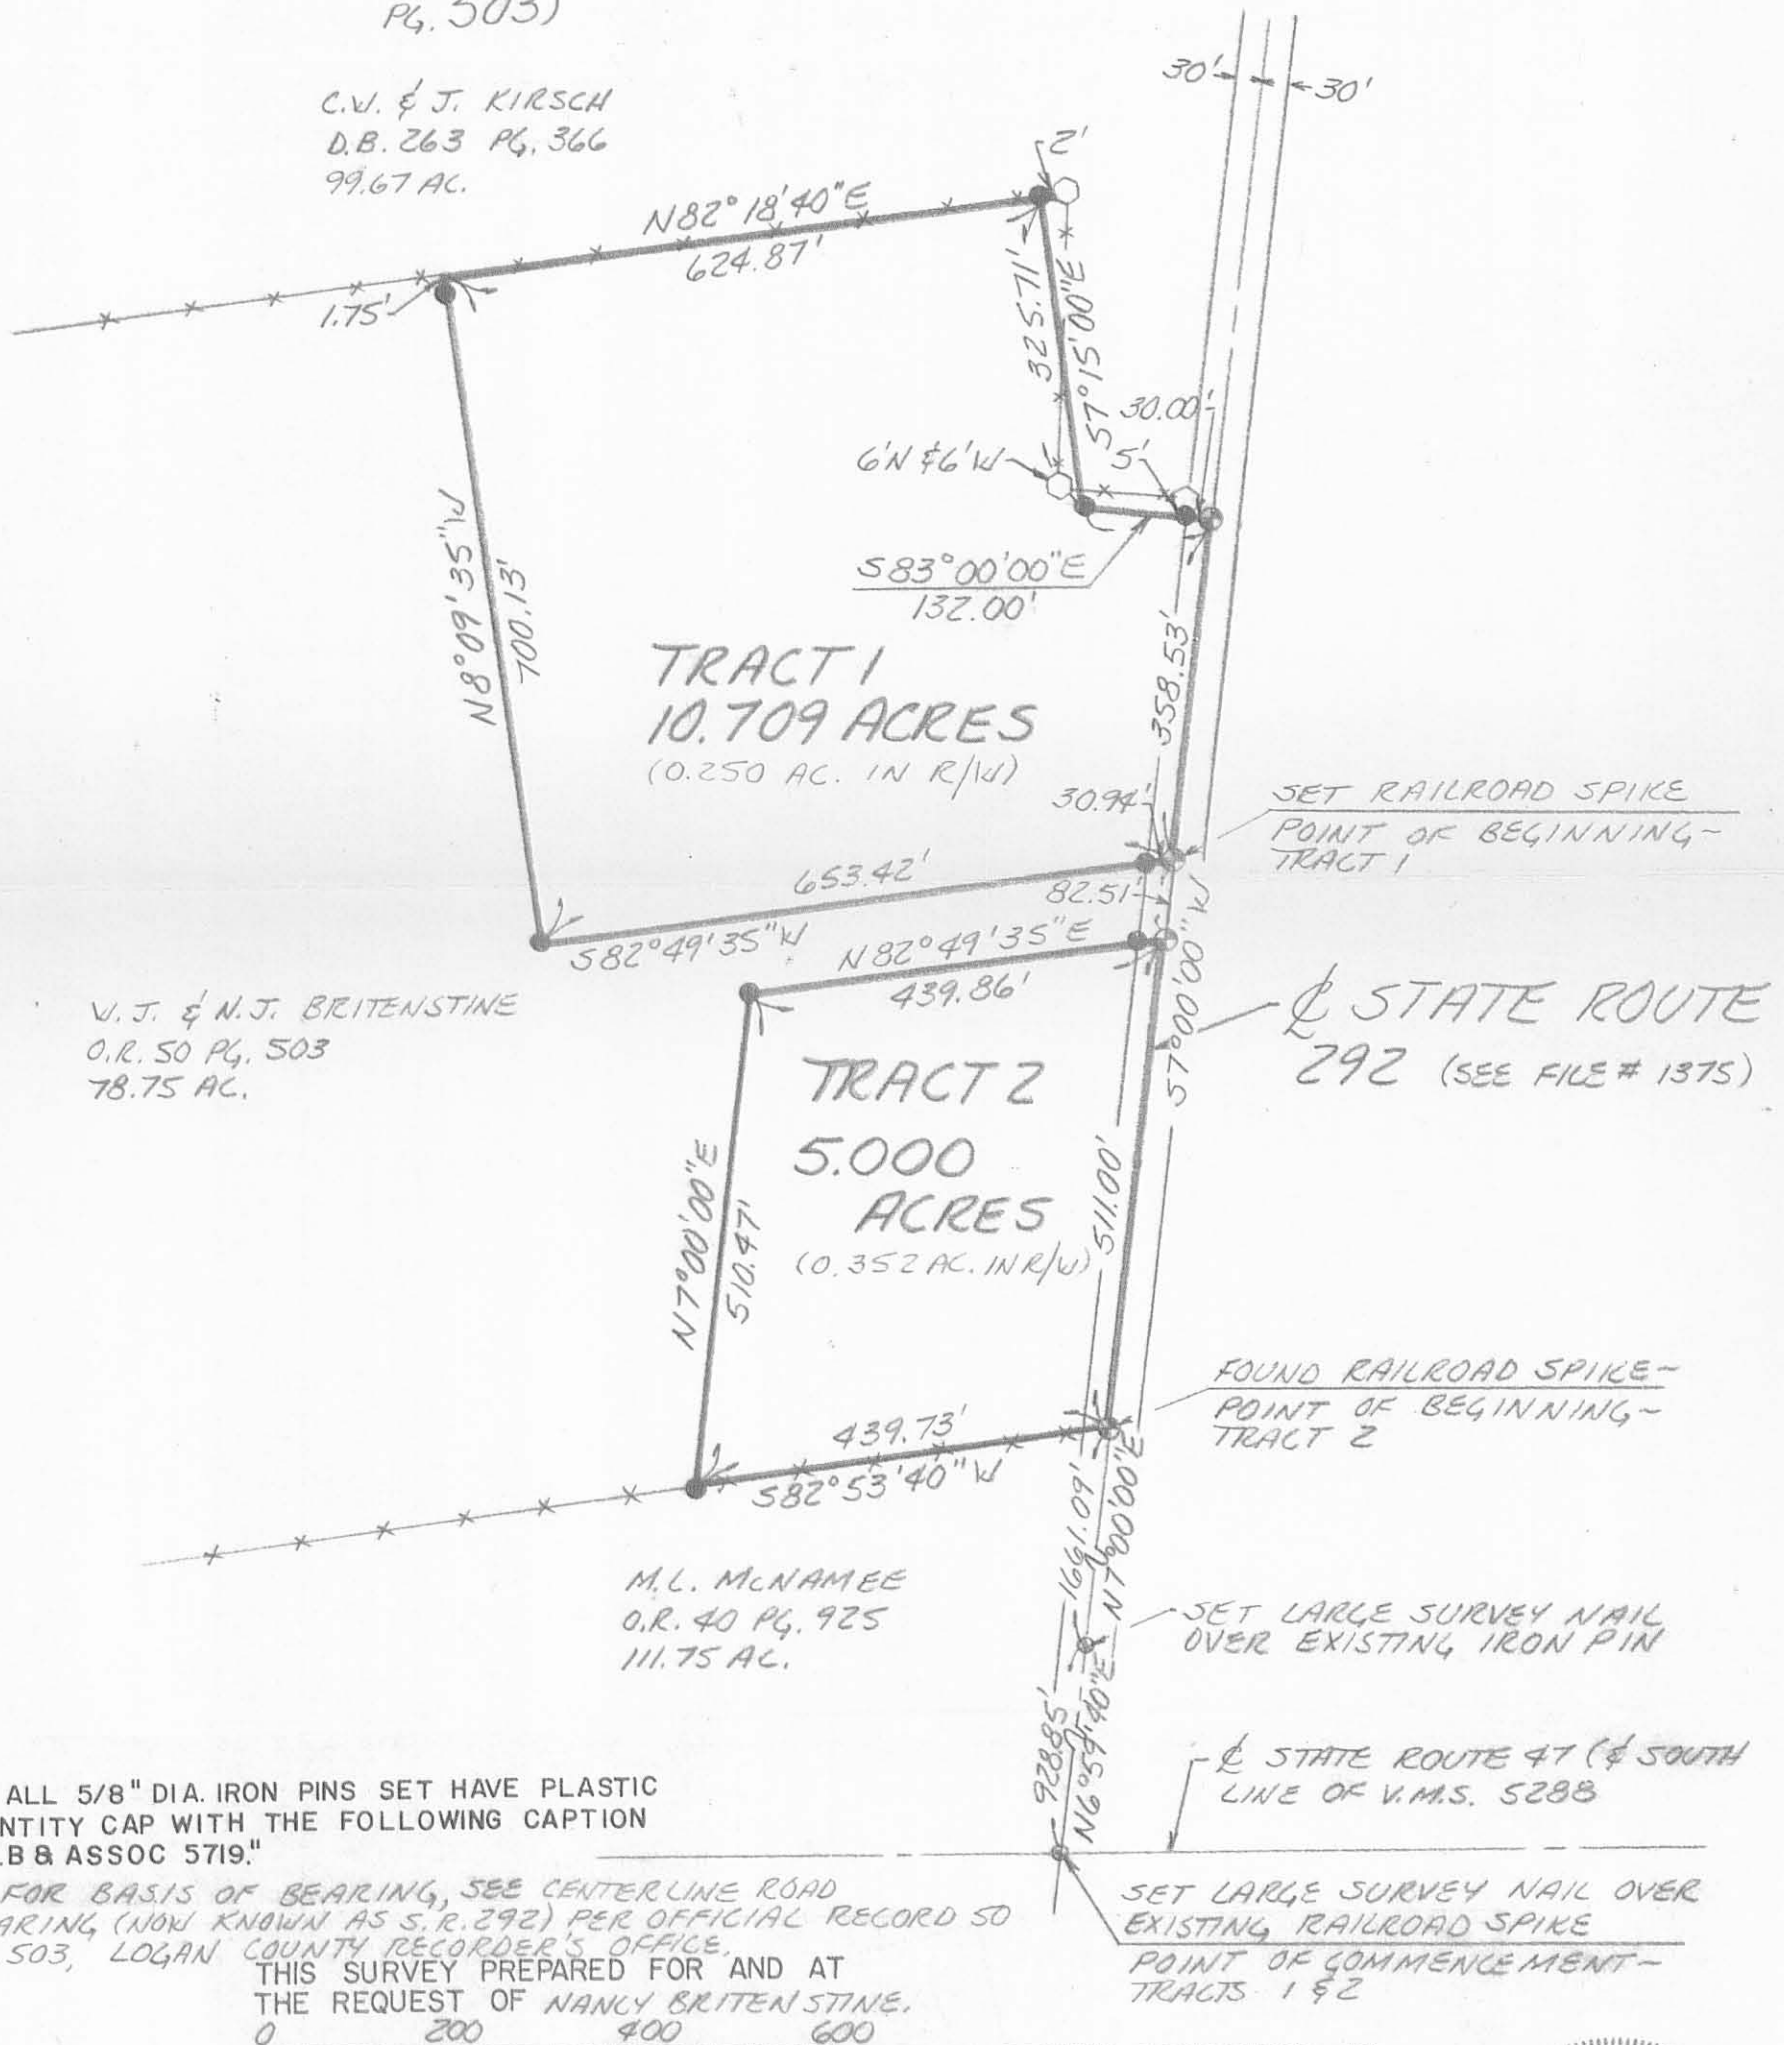 PG. 503)
C.W. & J. KIRSCH
D.B. 263 PG. 366
99.67 AC.
30' 30'
2'
N82°18'40"E
624.87'
1.75'
325.71'
S7°15'00"E
30.00'
6'N & 6'W
5'
S83°00'00"E
132.00'
N8°09'35"W
700.13'
TRACT 1
10.709 ACRES
(0.250 AC. IN R/W)
358.53'
30.94'
SET RAILROAD SPIKE
POINT OF BEGINNING~
TRACT 1
653.42'
S82°49'35"W
82.51'
N82°49'35"E
439.86'
S7°00'00"W
W.J. & N.J. BRITENSTINE
O.R. 50 PG. 503
78.75 AC.
℄ STATE ROUTE
292 (SEE FILE # 1375)
TRACT 2
5.000
ACRES
(0.352 AC. IN R/W)
N7°00'00"E
510.47'
511.00'
FOUND RAILROAD SPIKE~
POINT OF BEGINNING~
TRACT 2
439.73'
S82°53'40"W
1661.09'
N7°00'00"E
M.L. McNAMEE
O.R. 40 PG. 925
111.75 AC.
SET LARGE SURVEY NAIL
OVER EXISTING IRON PIN
928.85'
N6°54'40"E
℄ STATE ROUTE 47 (& SOUTH
LINE OF V.M.S. 5288
ALL 5/8" DIA. IRON PINS SET HAVE PLASTIC
NTITY CAP WITH THE FOLLOWING CAPTION
.B & ASSOC 5719."
FOR BASIS OF BEARING, SEE CENTERLINE ROAD
ARING (NOW KNOWN AS S.R. 292) PER OFFICIAL RECORD 50
503, LOGAN COUNTY RECORDER'S OFFICE.
SET LARGE SURVEY NAIL OVER
EXISTING RAILROAD SPIKE
POINT OF COMMENCEMENT~
TRACTS 1 & 2
THIS SURVEY PREPARED FOR AND AT
THE REQUEST OF NANCY BRITENSTINE.
0 200 400 600